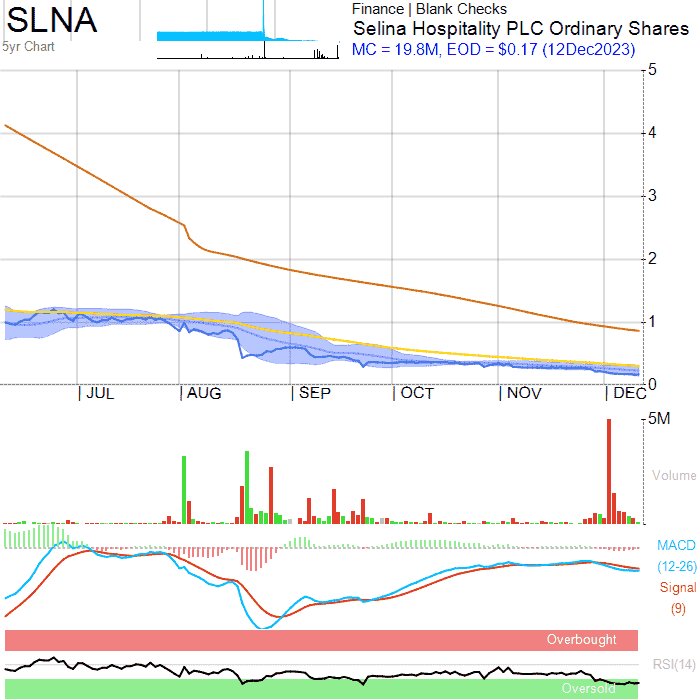 SLNA
5yr Chart
Finance | Blank Checks
Selina Hospitality PLC Ordinary Shares
MC = 19.8M, EOD = $0.17 (12Dec2023)
5
4
3
2
1
0
JUL
AUG
SEP
OCT
NOV
DEC
5M
Volume
MACD
(12-26)
Signal
(9)
Overbought
RSI(14)
Oversold